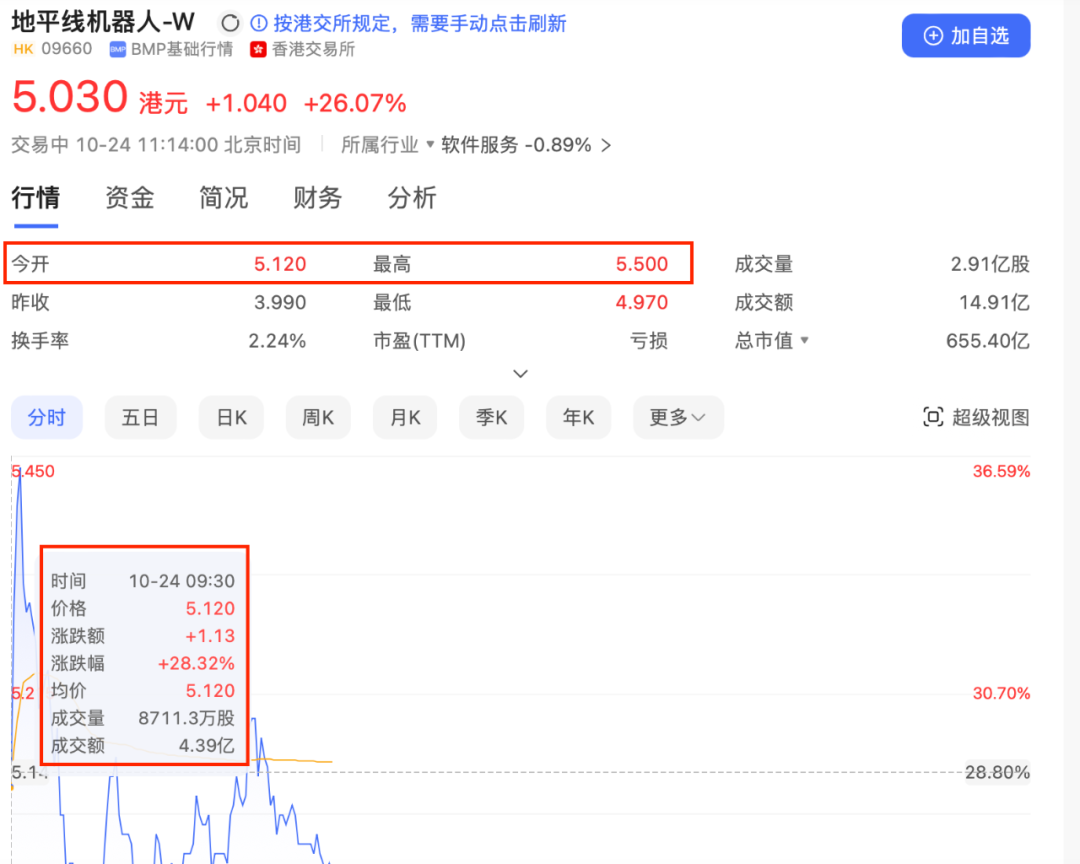 地平线机器人-W 按港交所规定，需要手动点击刷新
HK 09660 BMP BMP基础行情 香港交易所
加自选
5.030 港元 +1.040 +26.07%
交易中 10-24 11:14:00 北京时间 所属行业 软件服务 -0.89%
行情 资金 简况 财务 分析
今开 5.120 最高 5.500 成交量 2.91亿股
昨收 3.990 最低 4.970 成交额 14.91亿
换手率 2.24% 市盈(TTM) 亏损 总市值 655.40亿
分时 五日 日K 周K 月K 季K 年K 更多 超级视图
5.450 36.59%
时间 10-24 09:30
价格 5.120
涨跌额 +1.13
涨跌幅 +28.32%
5.2 均价 5.120 30.70%
成交量 8711.3万股
成交额 4.39亿
5.1 28.80%